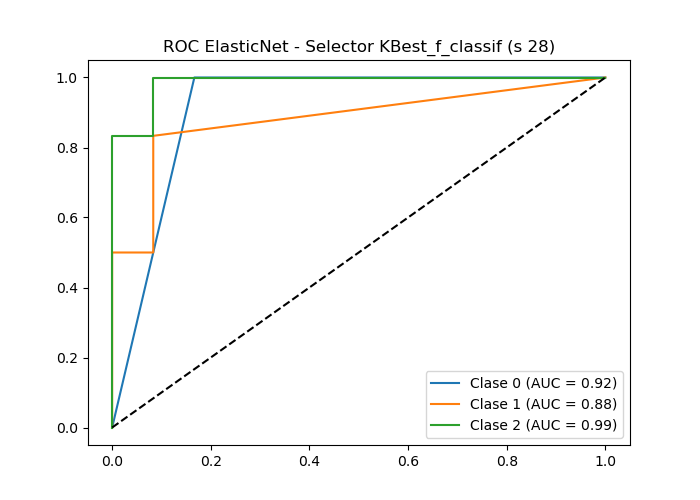 ROC ElasticNet - Selector KBest_f_classif (s 28)
1.0
0.8
0.6
0.4
0.2
0.0
0.0 0.2 0.4 0.6 0.8 1.0
Clase 0 (AUC = 0.92)
Clase 1 (AUC = 0.88)
Clase 2 (AUC = 0.99)